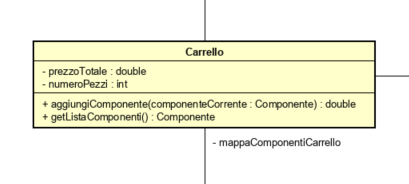 Carrello
- prezzoTotale : double
- numeroPezzi : int
+ aggiungiComponente(componenteCorrente : Componente) : double
+ getListaComponenti() : Componente
- mappaComponentiCarrello